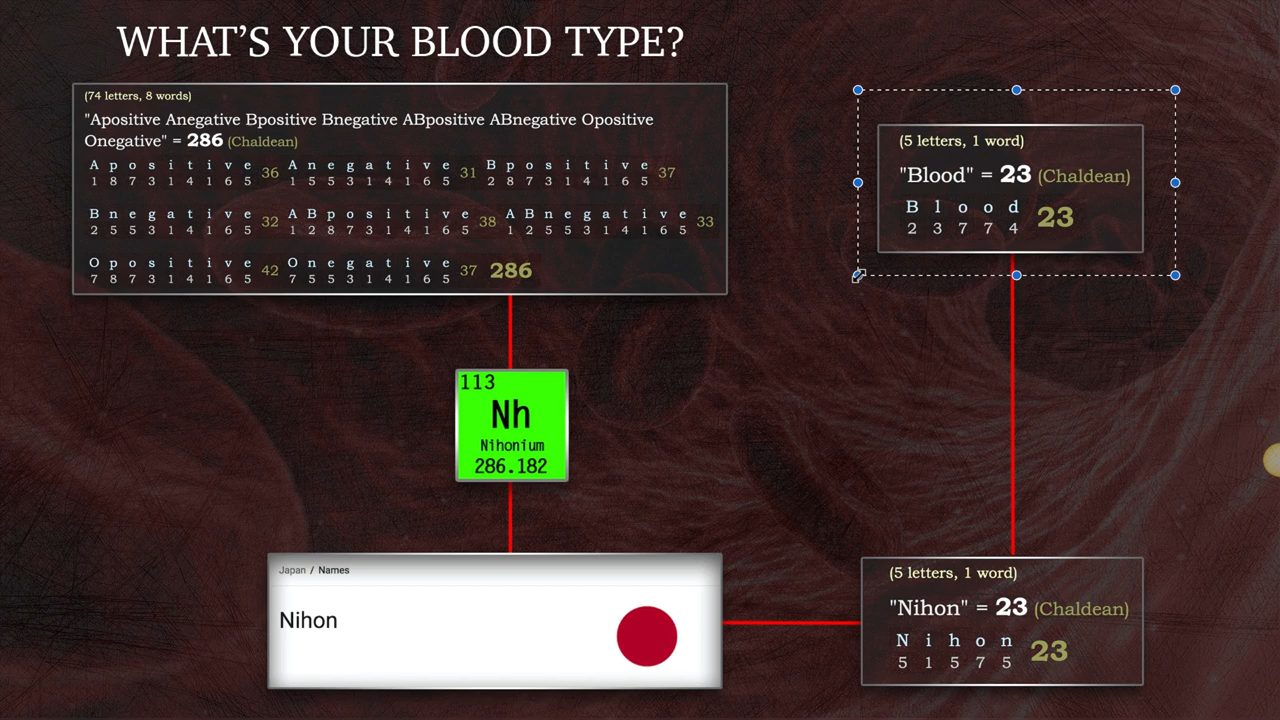 WHAT'S YOUR BLOOD TYPE?
(74 letters, 8 words)
"Apositive Anegative Bpositive Bnegative ABpositive ABnegative Opositive
Onegative" = 286 (Chaldean)
A p o s i t i v e 36 A n e g a t i v e 31 B p o s i t i v e 37
1 8 7 3 1 4 1 6 5 1 5 5 3 1 4 1 6 5 2 8 7 3 1 4 1 6 5
B n e g a t i v e 32 A B p o s i t i v e 38 A B n e g a t i v e 33
2 5 5 3 1 4 1 6 5 1 2 8 7 3 1 4 1 6 5 1 2 5 5 3 1 4 1 6 5
O p o s i t i v e 42 O n e g a t i v e 37 286
7 8 7 3 1 4 1 6 5 7 5 5 3 1 4 1 6 5
(5 letters, 1 word)
"Blood" = 23 (Chaldean)
B l o o d 23
2 3 7 7 4
113
Nh
Nihonium
286.182
Japan / Names
Nihon
(5 letters, 1 word)
"Nihon" = 23 (Chaldean)
N i h o n 23
5 1 5 7 5